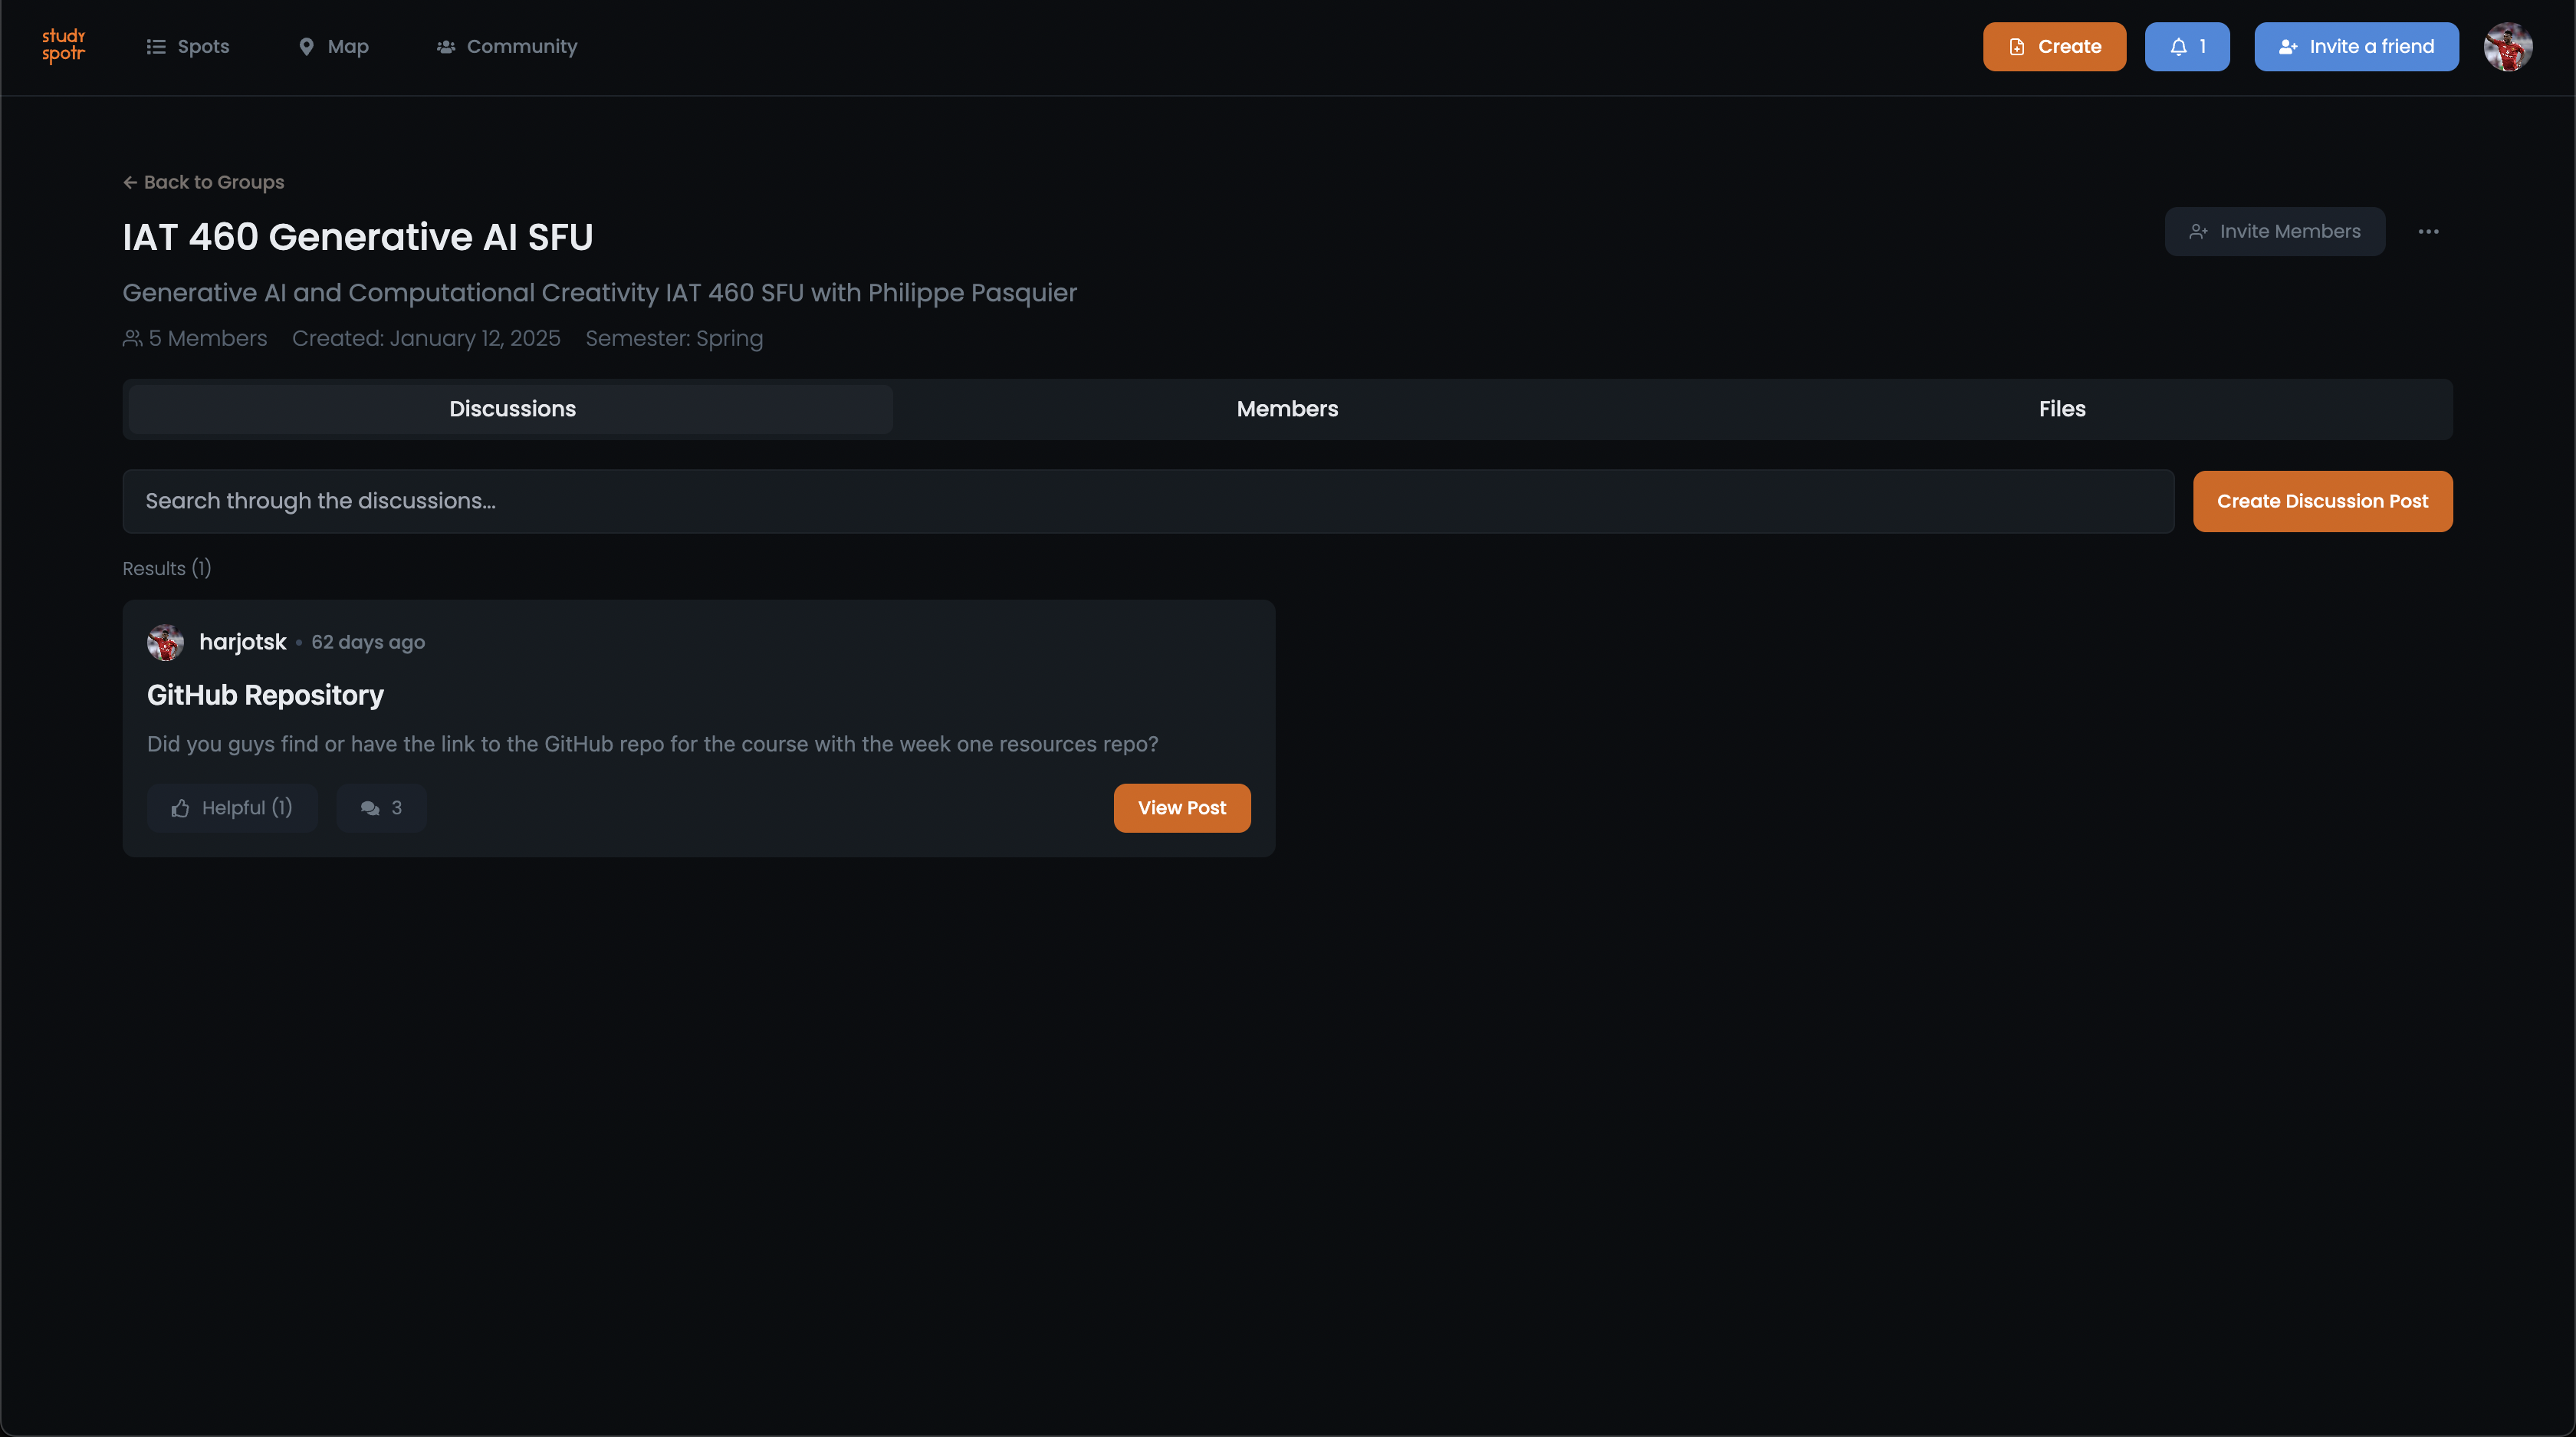 study
spotr
Spots
Map
Community
Create
1
Invite a friend
Back to Groups
IAT 460 Generative AI SFU
Invite Members
Generative AI and Computational Creativity IAT 460 SFU with Philippe Pasquier
5 Members Created: January 12, 2025 Semester: Spring
Discussions
Members
Files
Search through the discussions...
Create Discussion Post
Results (1)
harjotsk • 62 days ago
GitHub Repository
Did you guys find or have the link to the GitHub repo for the course with the week one resources repo?
Helpful (1)
3
View Post